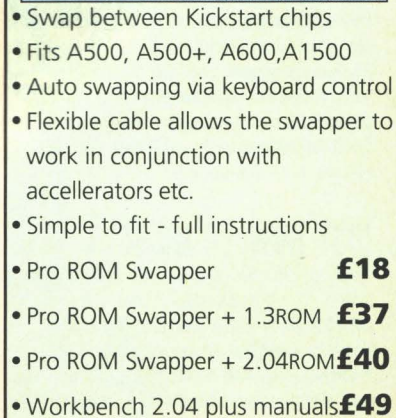 • Swap between Kickstart chips
• Fits A500, A500+, A600,A1500
• Auto swapping via keyboard control
• Flexible cable allows the swapper to
work in conjunction with
accellerators etc.
• Simple to fit - full instructions
• Pro ROM Swapper £18
• Pro ROM Swapper + 1.3ROM £37
• Pro ROM Swapper + 2.04ROM £40
• Workbench 2.04 plus manuals £49